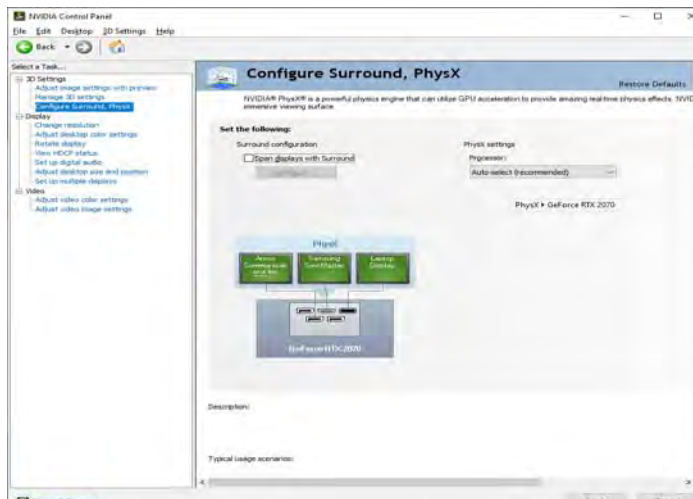 NVIDIA Control Panel
File Edit Desktop 3D Settings Help
Back
Select a Task...
3D Settings
Adjust image settings with preview
Manage 3D settings
Configure Surround, PhysX
Display
Change resolution
Adjust desktop color settings
Rotate display
View HDCP status
Set up digital audio
Adjust desktop size and position
Set up multiple displays
Video
Adjust video color settings
Adjust video image settings
Configure Surround, PhysX
Restore Defaults
NVIDIA® PhysX® is a powerful physics engine that can utilize GPU acceleration to provide amazing real-time physics effects. NVID
immersive viewing surface.
Set the following:
Surround configuration
Span displays with Surround
PhysX settings
Processor:
Auto-select (recommended)
PhysX > GeForce RTX 2070
PhysX
Samsung
SyncMaster
Laptop
Display
GeForce RTX 2070
Description:
Typical usage scenarios: